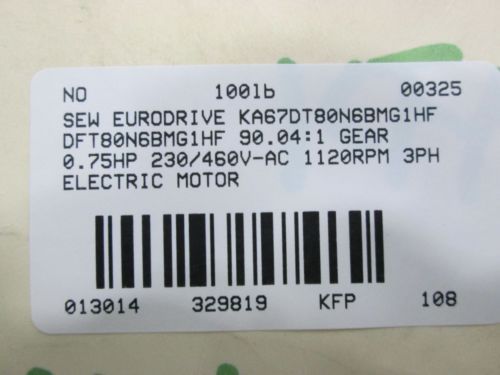 NO 100lb 00325
SEW EURODRIVE KA67DT80N6BMG1HF
DFT80N6BMG1HF 90.04:1 GEAR
0.75HP 230/460V-AC 1120RPM 3PH
ELECTRIC MOTOR
013014 329819 KFP 108